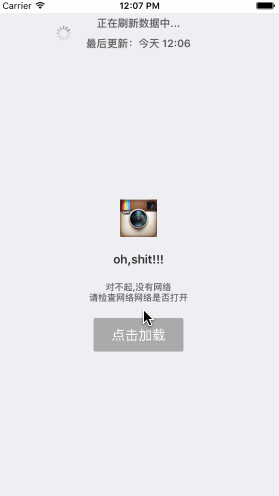 Carrier 12:07 PM
正在刷新数据中...
最后更新：今天 12:06
oh,shit!!!
对不起,没有网络
请检查网络网络是否打开
点击加载